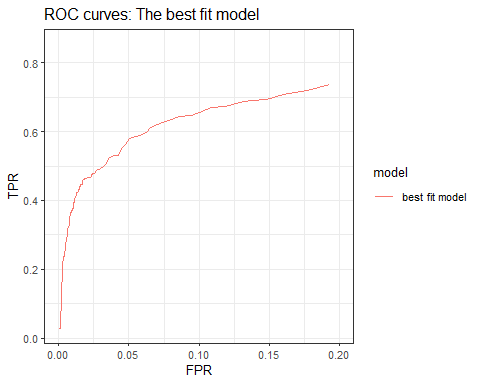 ROC curves: The best fit model
0.8
0.6
0.4
0.2
0.0
TPR
0.00 0.05 0.10 0.15 0.20
FPR
model
best fit model